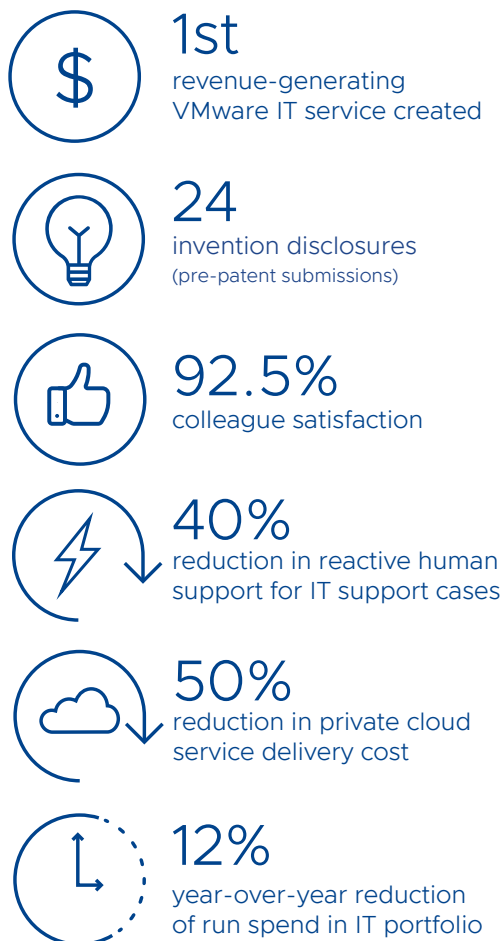 $
1st
revenue-generating
VMware IT service created
24
invention disclosures
(pre-patent submissions)
92.5%
colleague satisfaction
40%
reduction in reactive human
support for IT support cases
50%
reduction in private cloud
service delivery cost
12%
year-over-year reduction
of run spend in IT portfolio